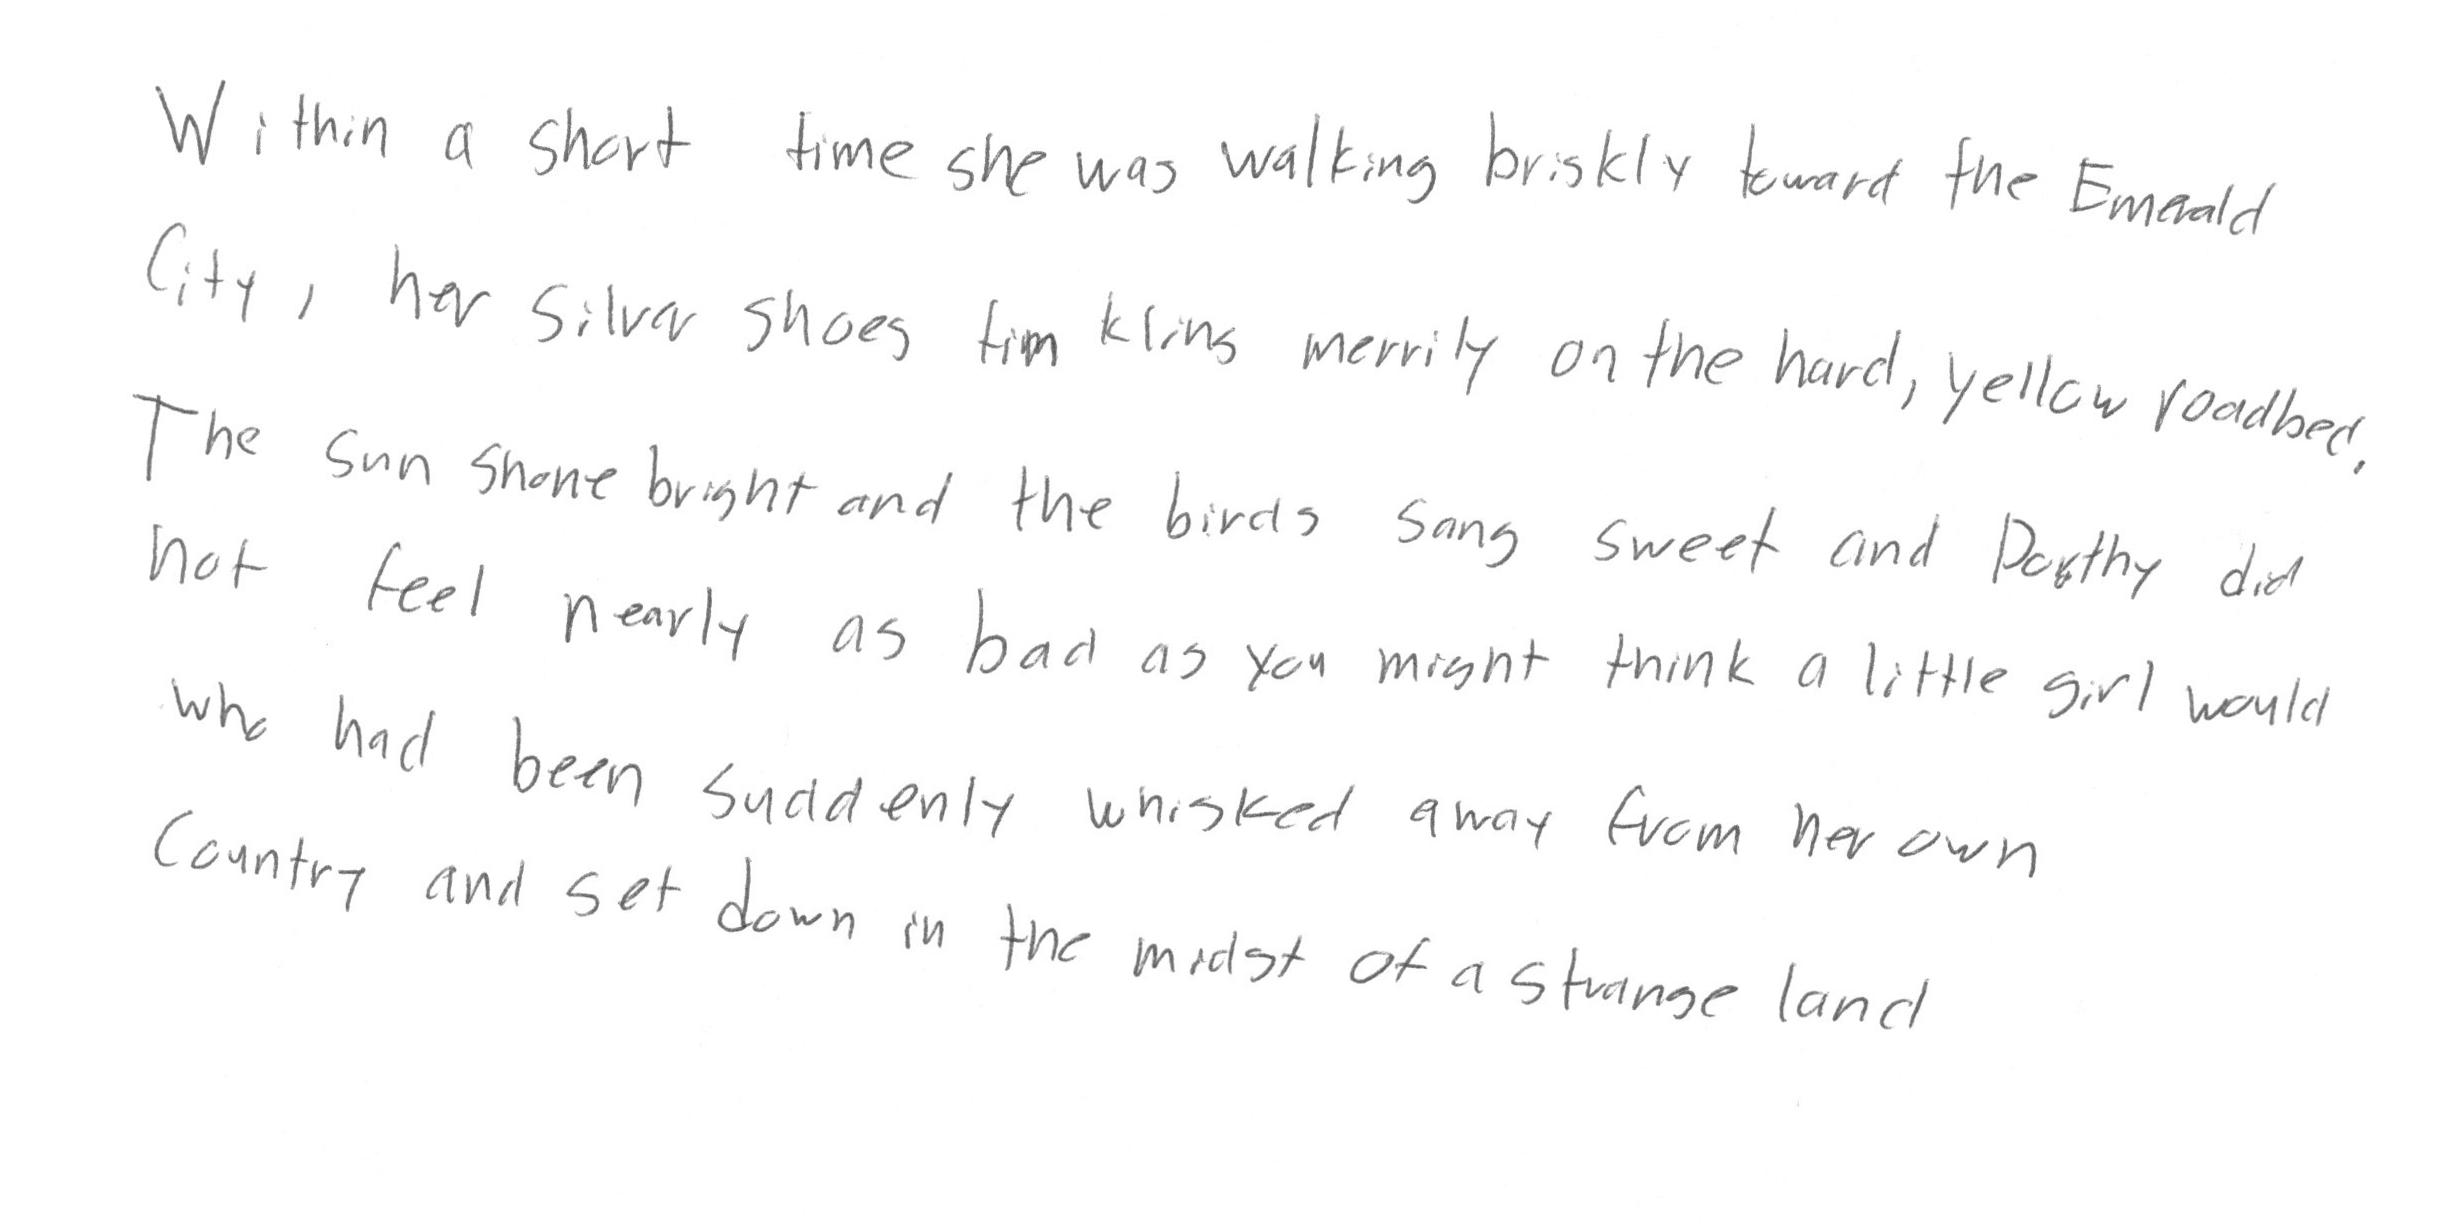 Within a short time she was walking briskly toward the Emerald
City, her Silver Shoes tim kling merrily on the hard, yellow roadbed.
The sun shone bright and the birds sang sweet and Dorthy did
not feel nearly as bad as you might think a little girl would
who had been suddenly whisked away from her own
Country and set down in the midst of a strange land